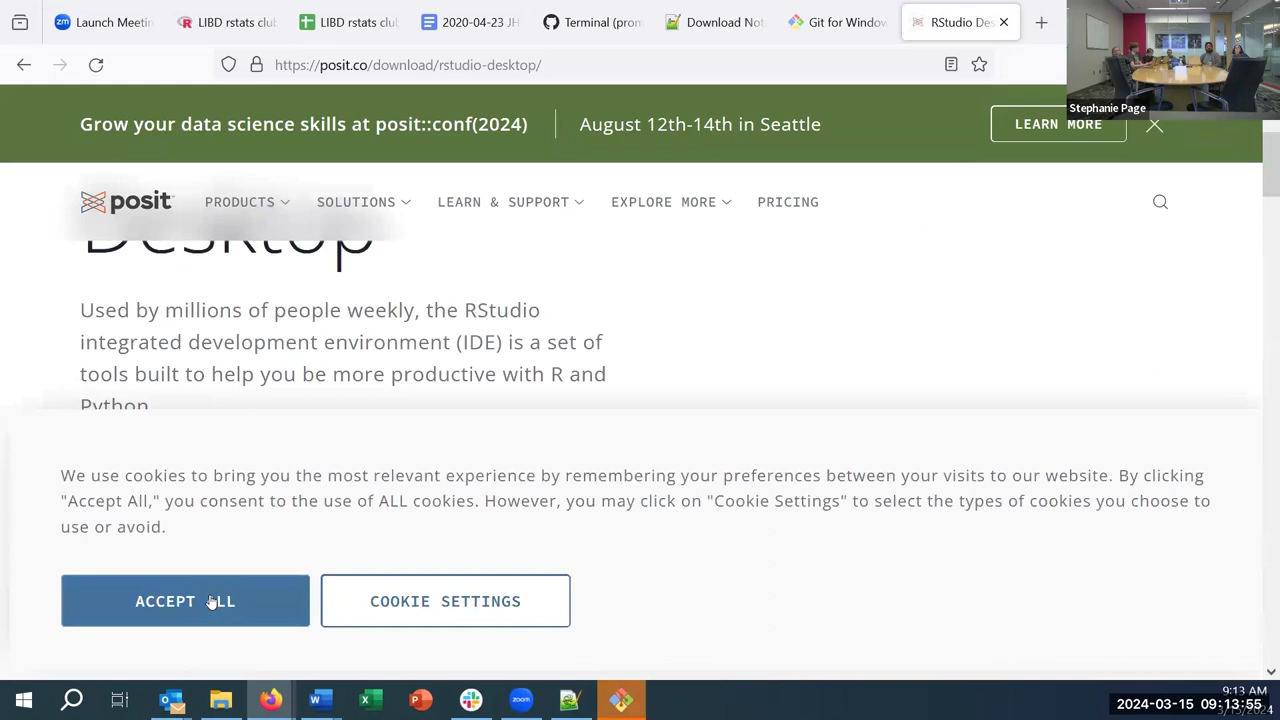 Launch Meeti
LIBD rstats clu
LIBD rstats clu
2020-04-23 JH
Terminal (pro
Download Not
Git for Window
RStudio Des
https://posit.co/download/rstudio-desktop/
Stephanie Page
Grow your data science skills at posit::conf(2024)
August 12th-14th in Seattle
LEARN MORE
posit
PRODUCTS
SOLUTIONS
LEARN & SUPPORT
EXPLORE MORE
PRICING
Desktop
Used by millions of people weekly, the RStudio
integrated development environment (IDE) is a set of
tools built to help you be more productive with R and
Python
We use cookies to bring you the most relevant experience by remembering your preferences between your visits to our website. By clicking
"Accept All," you consent to the use of ALL cookies. However, you may click on "Cookie Settings" to select the types of cookies you choose to
use or avoid.
ACCEPT ALL
COOKIE SETTINGS
9:13 AM
2024-03-15 09:13:55